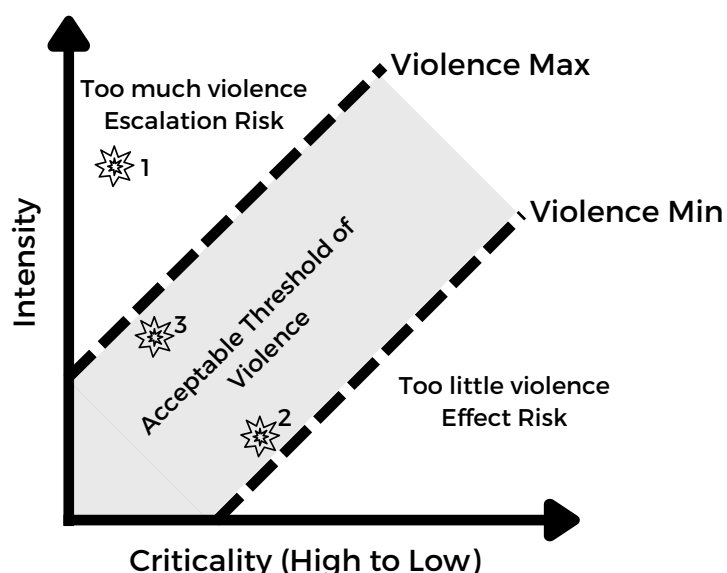 Violence Max
Too much violence
Escalation Risk
1
Violence Min
Intensity
Acceptable Threshold of
Violence
3
Too little violence
Effect Risk
2
Criticality (High to Low)